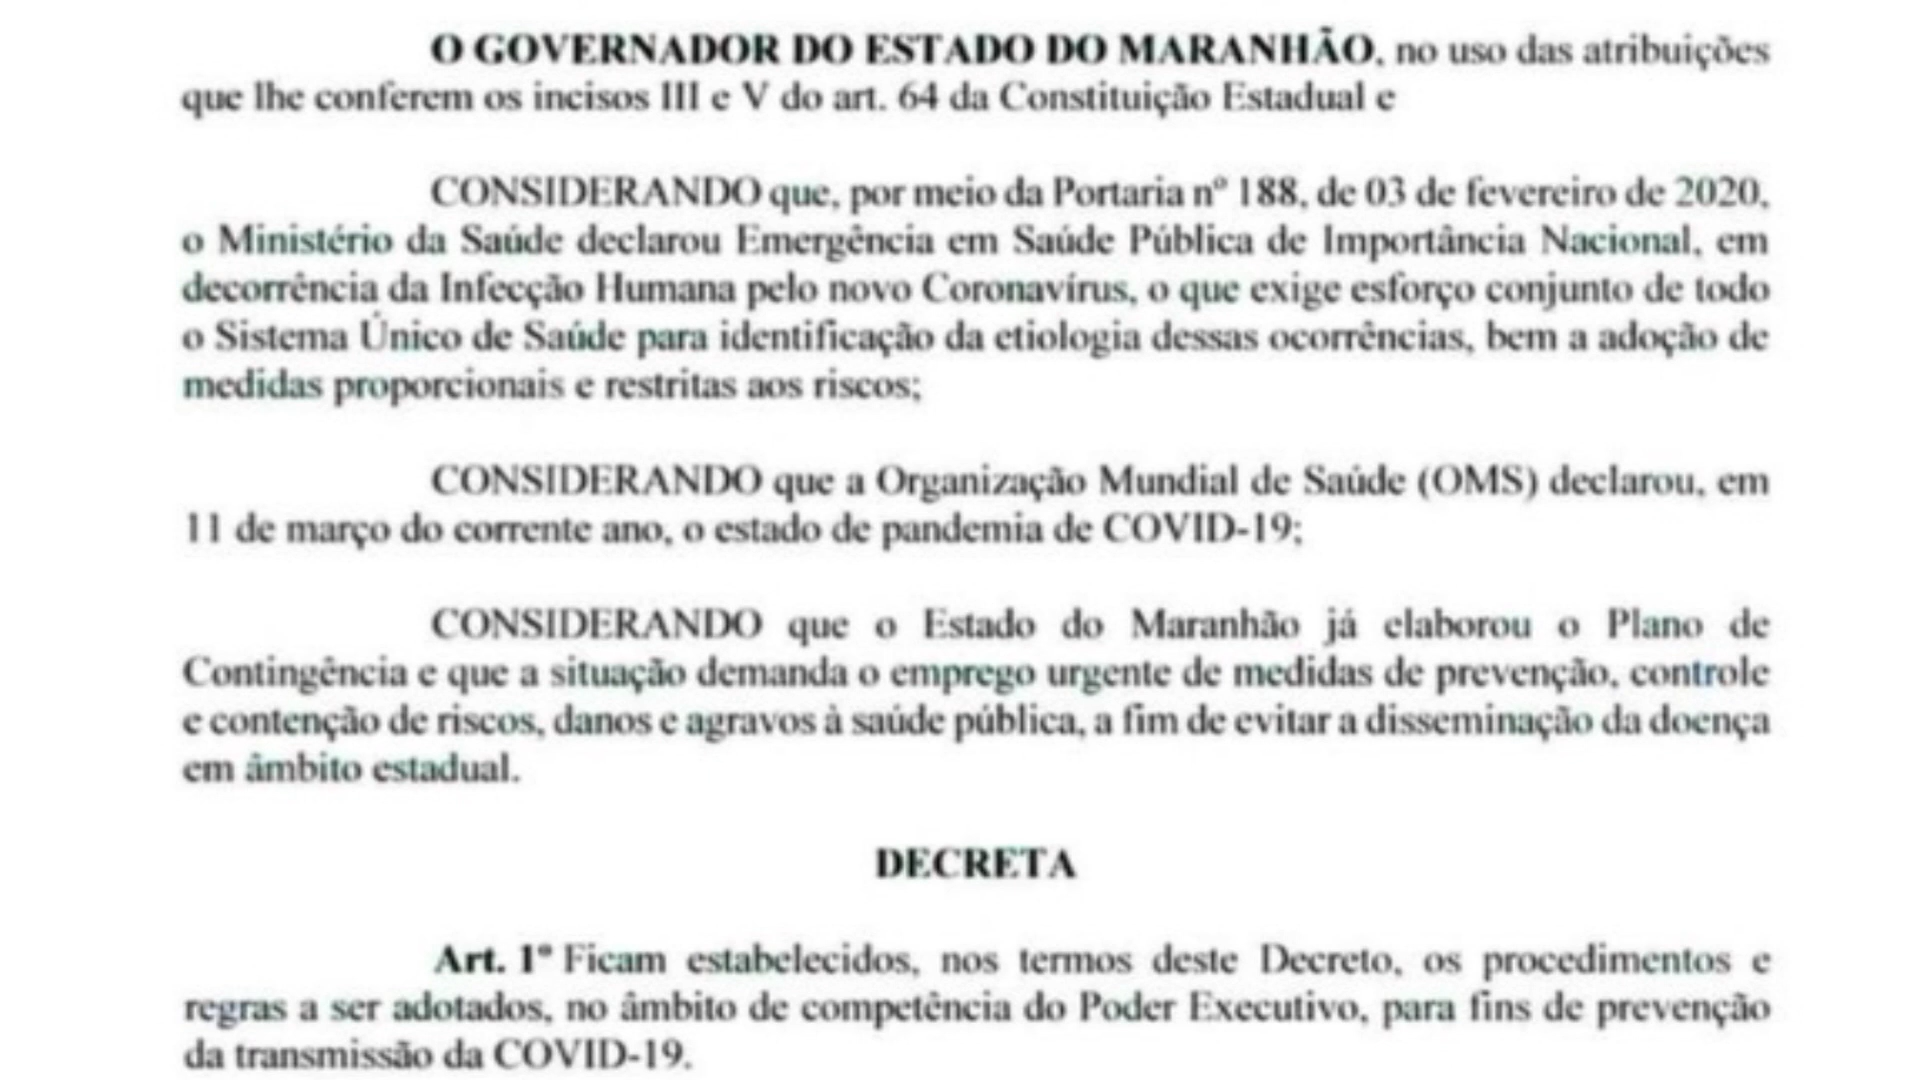 O GOVERNADOR DO ESTADO DO MARANHÃO, no uso das atribuições
que lhe conferem os incisos III e V do art. 64 da Constituição Estadual e
CONSIDERANDO que, por meio da Portaria nº 188, de 03 de fevereiro de 2020,
o Ministério da Saúde declarou Emergência em Saúde Pública de Importância Nacional, em
decorrência da Infecção Humana pelo novo Coronavírus, o que exige esforço conjunto de todo
o Sistema Único de Saúde para identificação da etiologia dessas ocorrências, bem a adoção de
medidas proporcionais e restritas aos riscos;
CONSIDERANDO que a Organização Mundial de Saúde (OMS) declarou, em
11 de março do corrente ano, o estado de pandemia de COVID-19;
CONSIDERANDO que o Estado do Maranhão já elaborou o Plano de
Contingência e que a situação demanda o emprego urgente de medidas de prevenção, controle
e contenção de riscos, danos e agravos à saúde pública, a fim de evitar a disseminação da doença
em âmbito estadual.
DECRETA
Art. 1º Ficam estabelecidos, nos termos deste Decreto, os procedimentos e
regras a ser adotados, no âmbito de competência do Poder Executivo, para fins de prevenção
da transmissão da COVID-19.